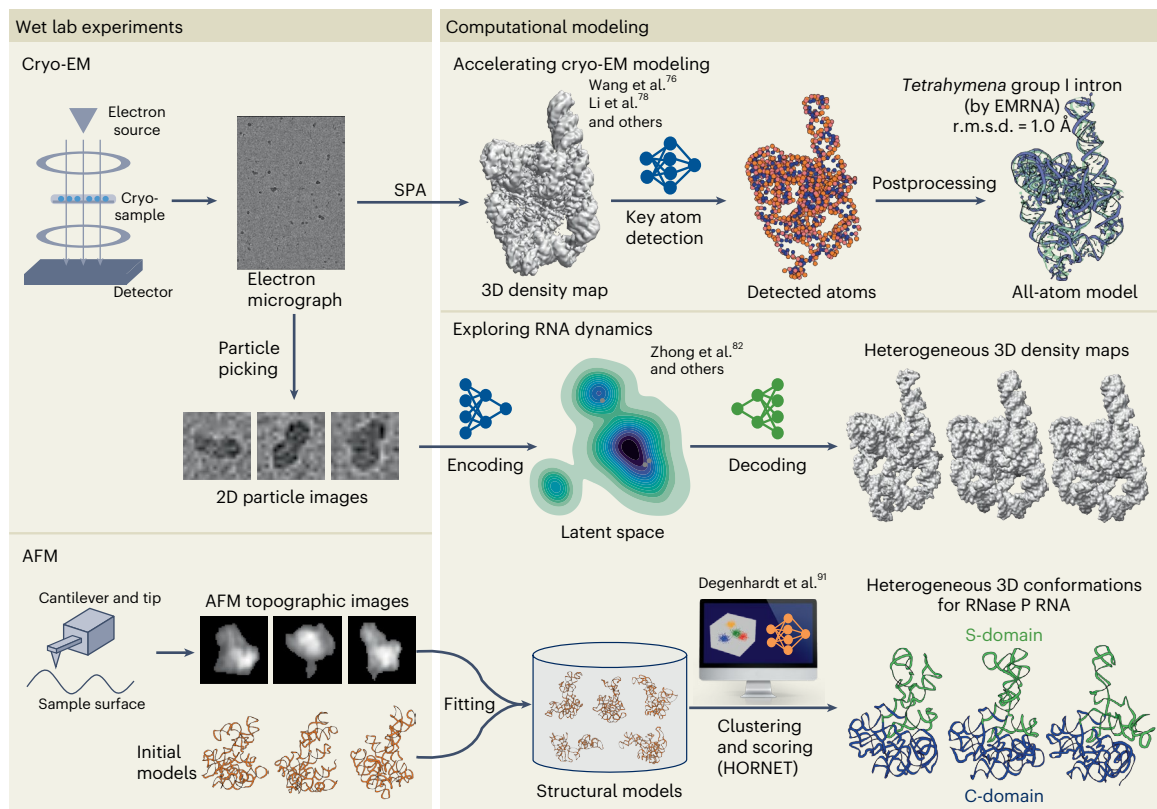 Wet lab experiments
Cryo-EM
Electron
source
Cryo-
sample
Detector
Electron
micrograph
Particle
picking
2D particle images
AFM
Cantilever and tip
Sample surface
AFM topographic images
Initial
models
Computational modeling
Accelerating cryo-EM modeling
SPA
3D density map
Wang et al.76
Li et al.78
and others
Key atom
detection
Detected atoms
Postprocessing
Tetrahymena group I intron
(by EMRNA)
r.m.s.d. = 1.0 Å
All-atom model
Exploring RNA dynamics
Encoding
Zhong et al.82
and others
Latent space
Decoding
Heterogeneous 3D density maps
Fitting
Structural models
Degenhardt et al.91
Clustering
and scoring
(HORNET)
Heterogeneous 3D conformations
for RNase P RNA
S-domain
C-domain